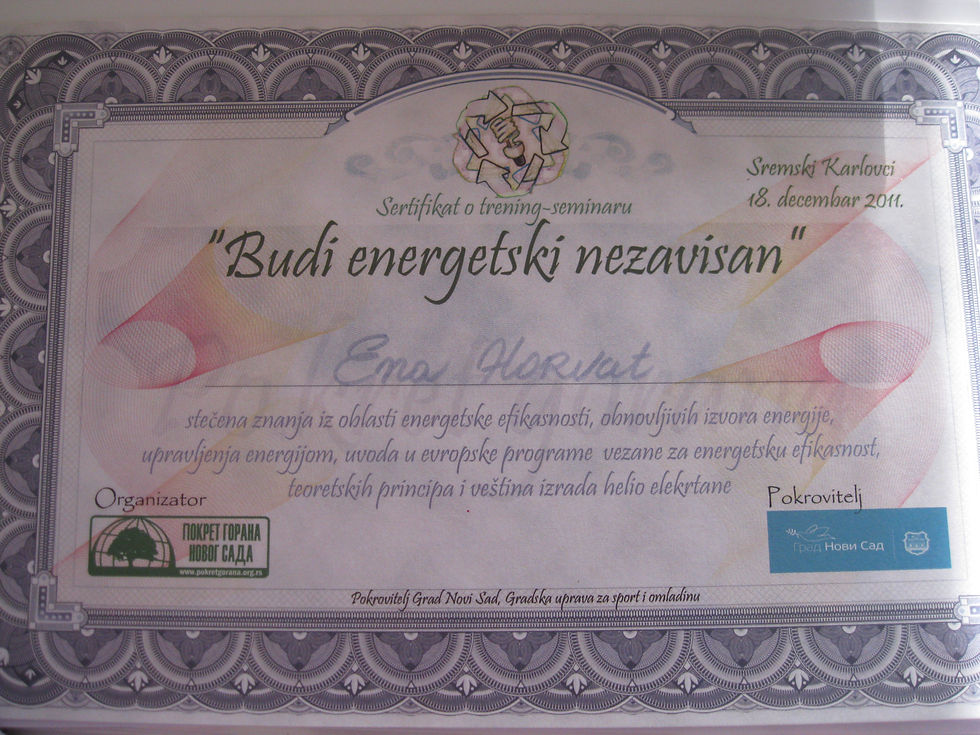 Sremski Karlovci
18. decembar 2011.
Sertifikat o trening-seminaru
"Budi energetski nezavisan"
Ena Horvat
stečena znanja iz oblasti energetske efikasnosti, obnovljivih izvora energije,
upravljenja energijom, uvoda u evropske programe vezane za energetsku efikasnost,
teoretskih principa i veština izrada helio elekrtane
Organizator
ПОКРЕТ ГОРАНА
НОВОГ САДА
www.pokretgorana.org.rs
Pokrovitelj
Град Нови Сад
Pokrovitelj Grad Novi Sad, Gradska uprava za sport i omladinu